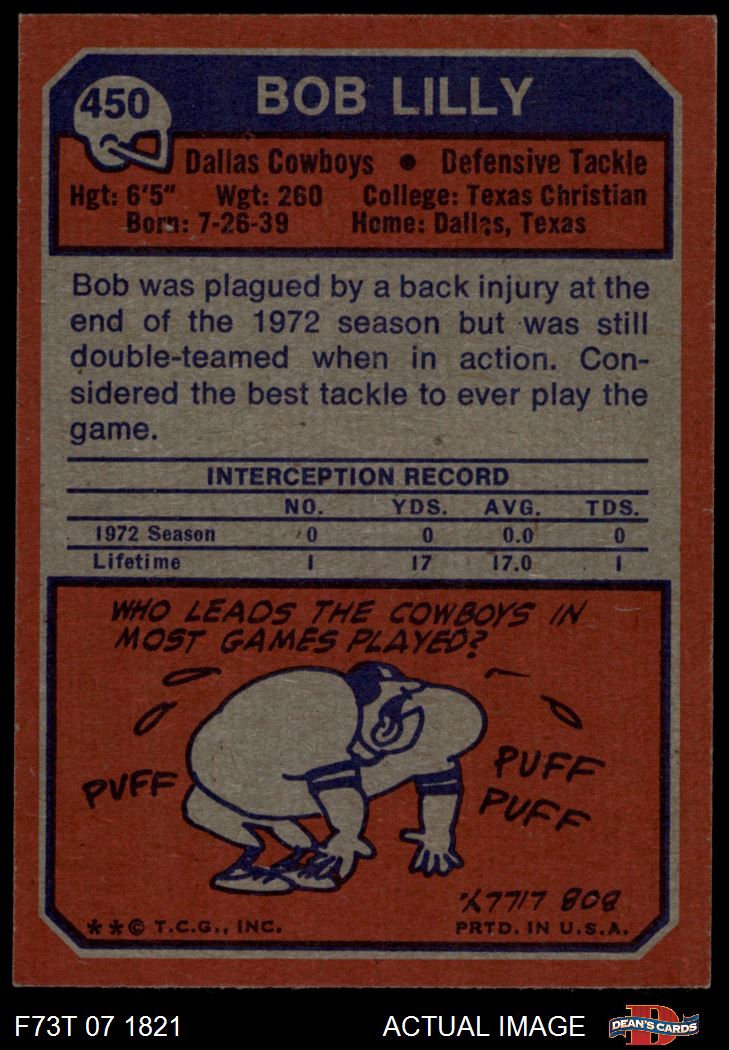 450
BOB LILLY
Dallas Cowboys • Defensive Tackle
Hgt: 6'5" Wgt: 260 College: Texas Christian
Born: 7-26-39 Home: Dallas, Texas
Bob was plagued by a back injury at the
end of the 1972 season but was still
double-teamed when in action. Con-
sidered the best tackle to ever play the
game.
INTERCEPTION RECORD
NO. YDS. AVG. TDS.
1972 Season 0 0 0.0 0
Lifetime 1 17 17.0 1
WHO LEADS THE COWBOYS IN
MOST GAMES PLAYED?
PUFF
PUFF
PUFF
BOB LILLY.
**© T.C.G., INC. PRTD. IN U.S.A.
F73T 07 1821 ACTUAL IMAGE
D
DEAN'S CARDS